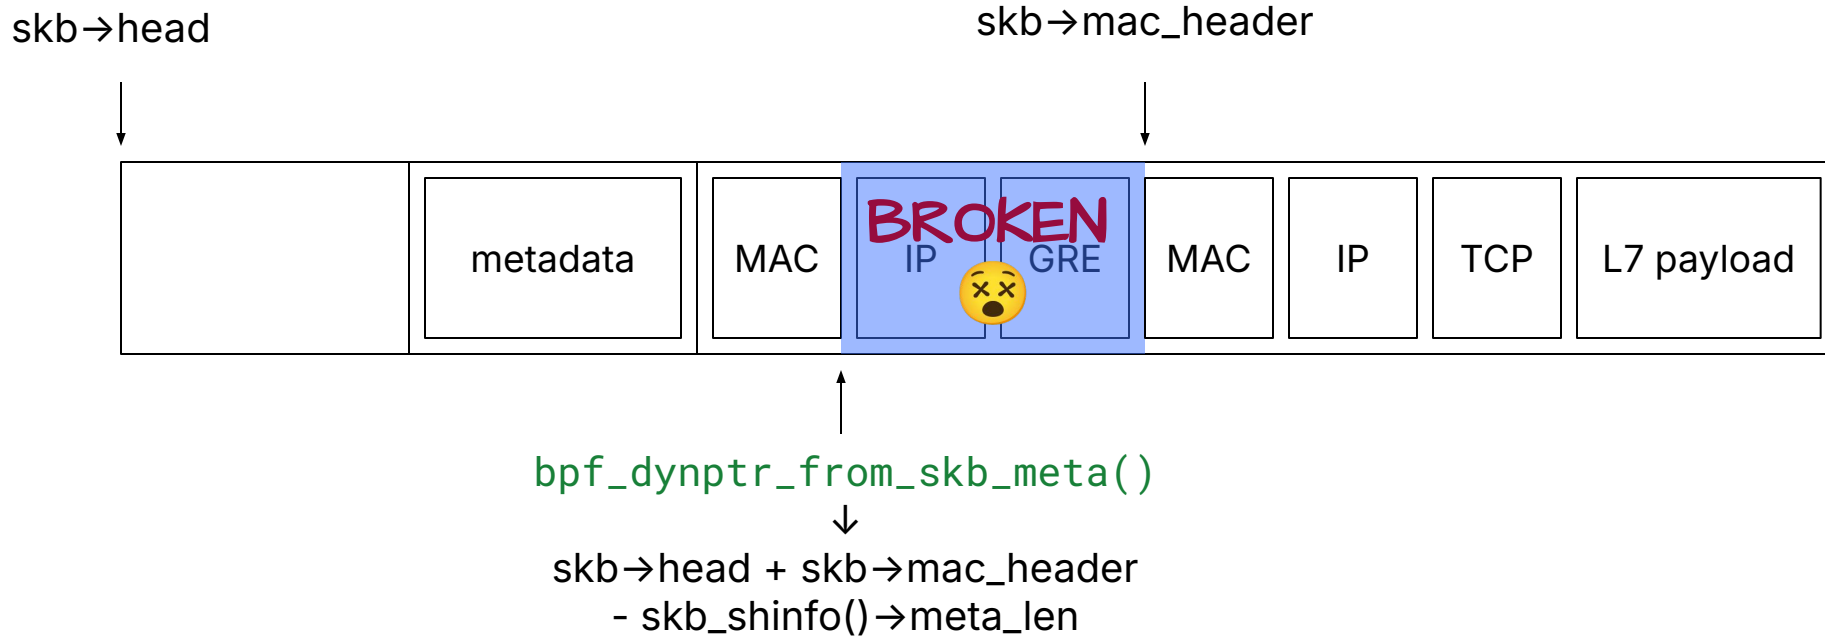 skb→head
skb→mac_header
metadata
MAC
BROKEN
IP
GRE
MAC
IP
TCP
L7 payload
bpf_dynptr_from_skb_meta()
↓
skb→head + skb→mac_header
- skb_shinfo()→meta_len